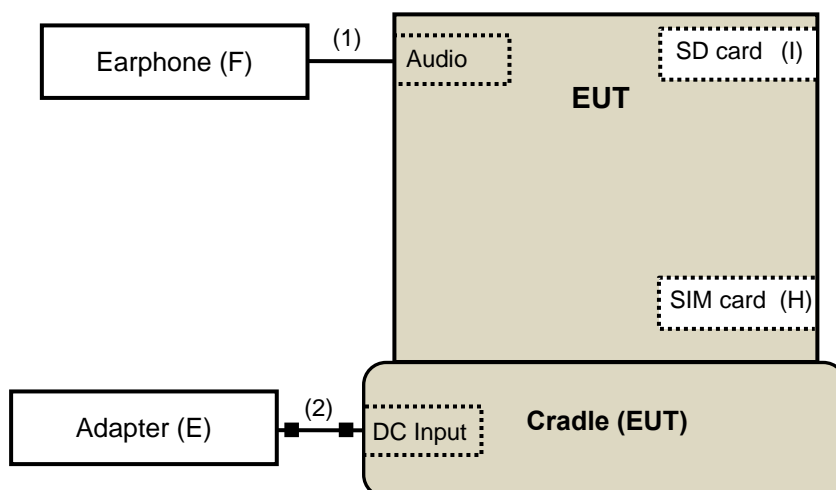 (1)
Earphone (F)
Audio
SD card (I)
EUT
SIM card (H)
(2)
Adapter (E)
DC Input
Cradle (EUT)